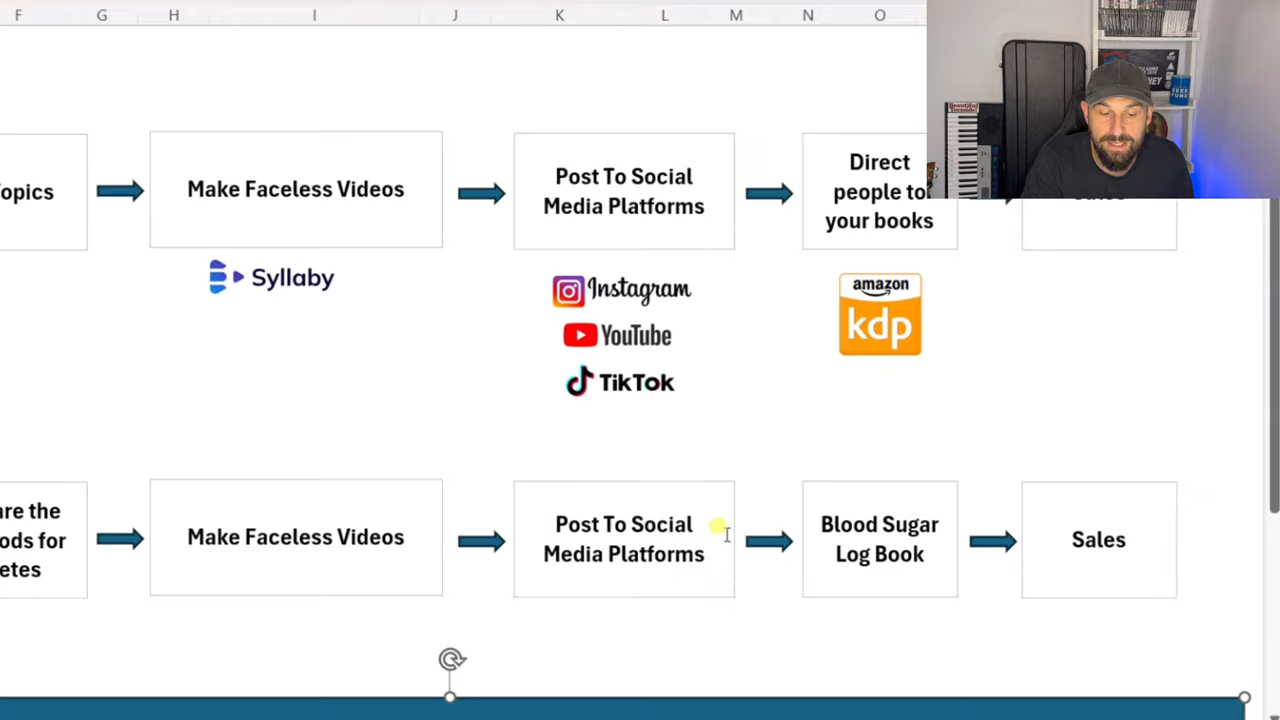 F G H I J K L M N O
opics
Make Faceless Videos
Post To Social
Media Platforms
Direct
people to
your books
Syllaby
Instagram
YouTube
TikTok
amazon
kdp
are the
ods for
etes
Make Faceless Videos
Post To Social
Media Platforms
Blood Sugar
Log Book
Sales